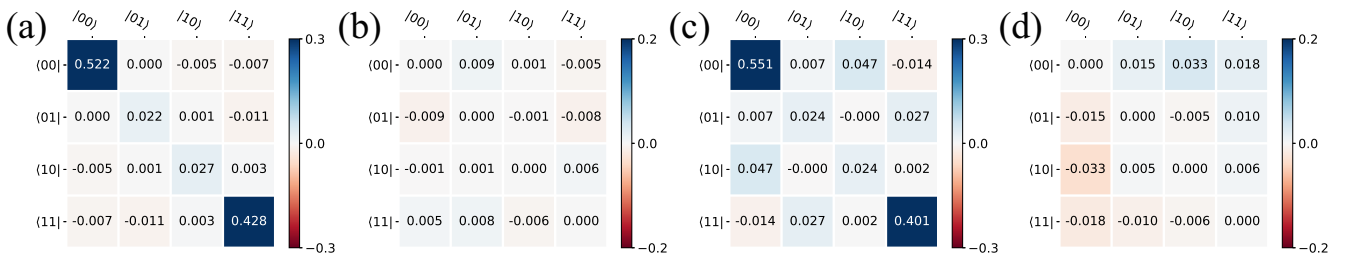 (a) |00⟩ |01⟩ |10⟩ |11⟩
⟨00| 0.522 0.000 -0.005 -0.007
⟨01| 0.000 0.022 0.001 -0.011
⟨10| -0.005 0.001 0.027 0.003
⟨11| -0.007 -0.011 0.003 0.428
0.3
0.0
−0.3
(b) |00⟩ |01⟩ |10⟩ |11⟩
⟨00| 0.000 0.009 0.001 -0.005
⟨01| -0.009 0.000 -0.001 -0.008
⟨10| -0.001 0.001 0.000 0.006
⟨11| 0.005 0.008 -0.006 0.000
0.2
0.0
−0.2
(c) |00⟩ |01⟩ |10⟩ |11⟩
⟨00| 0.551 0.007 0.047 -0.014
⟨01| 0.007 0.024 -0.000 0.027
⟨10| 0.047 -0.000 0.024 0.002
⟨11| -0.014 0.027 0.002 0.401
0.3
0.0
−0.3
(d) |00⟩ |01⟩ |10⟩ |11⟩
⟨00| 0.000 0.015 0.033 0.018
⟨01| -0.015 0.000 -0.005 0.010
⟨10| -0.033 0.005 0.000 0.006
⟨11| -0.018 -0.010 -0.006 0.000
0.2
0.0
−0.2